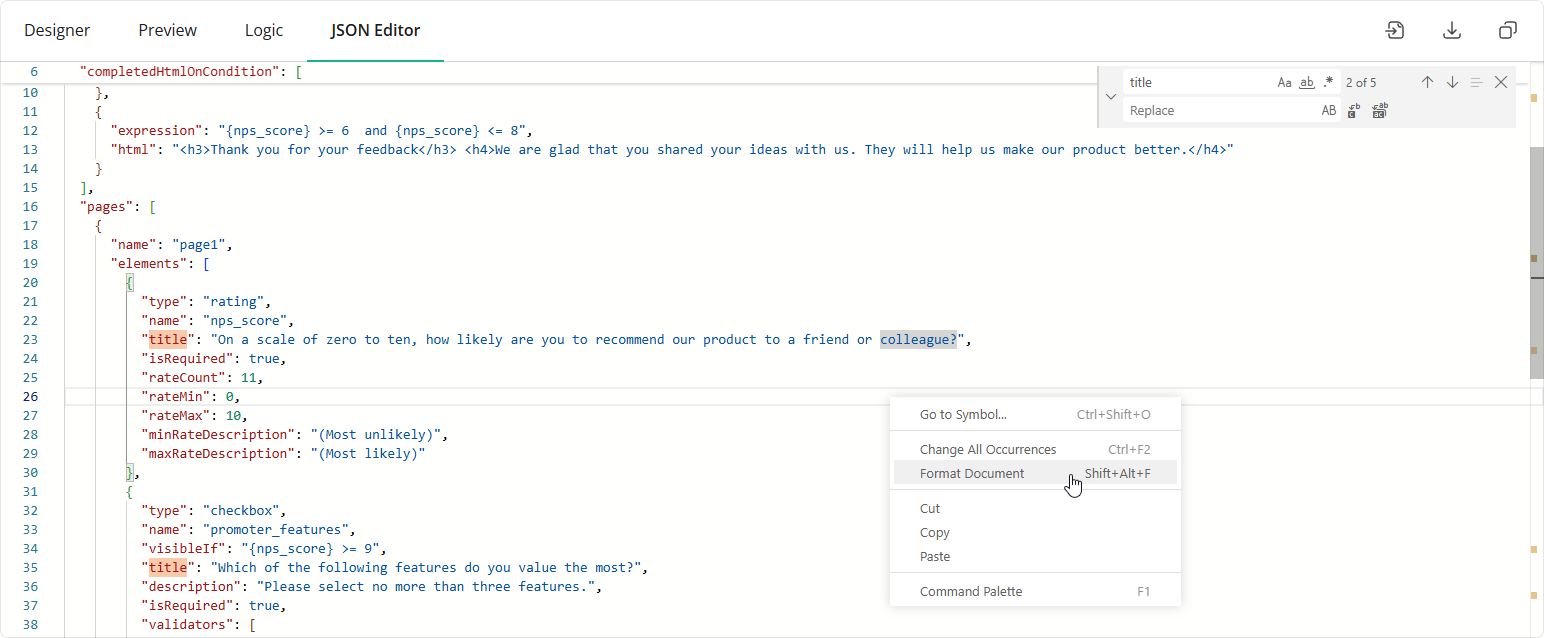 Designer Preview Logic JSON Editor
6 "completedHtmlOnCondition": [
title Aa ab .* 2 of 5
Replace AB
10 },
11 {
12 "expression": "{nps_score} >= 6  and {nps_score} <= 8",
13 "html": "<h3>Thank you for your feedback</h3> <h4>We are glad that you shared your ideas with us. They will help us make our product better.</h4>"
14 }
15 ],
16 "pages": [
17 {
18 "name": "page1",
19 "elements": [
20 {
21 "type": "rating",
22 "name": "nps_score",
23 "title": "On a scale of zero to ten, how likely are you to recommend our product to a friend or colleague?",
24 "isRequired": true,
25 "rateCount": 11,
26 "rateMin": 0,
27 "rateMax": 10,
28 "minRateDescription": "(Most unlikely)",
29 "maxRateDescription": "(Most likely)"
30 },
31 {
32 "type": "checkbox",
33 "name": "promoter_features",
34 "visibleIf": "{nps_score} >= 9",
35 "title": "Which of the following features do you value the most?",
36 "description": "Please select no more than three features.",
37 "isRequired": true,
38 "validators": [
Go to Symbol... Ctrl+Shift+O
Change All Occurrences Ctrl+F2
Format Document Shift+Alt+F
Cut
Copy
Paste
Command Palette F1